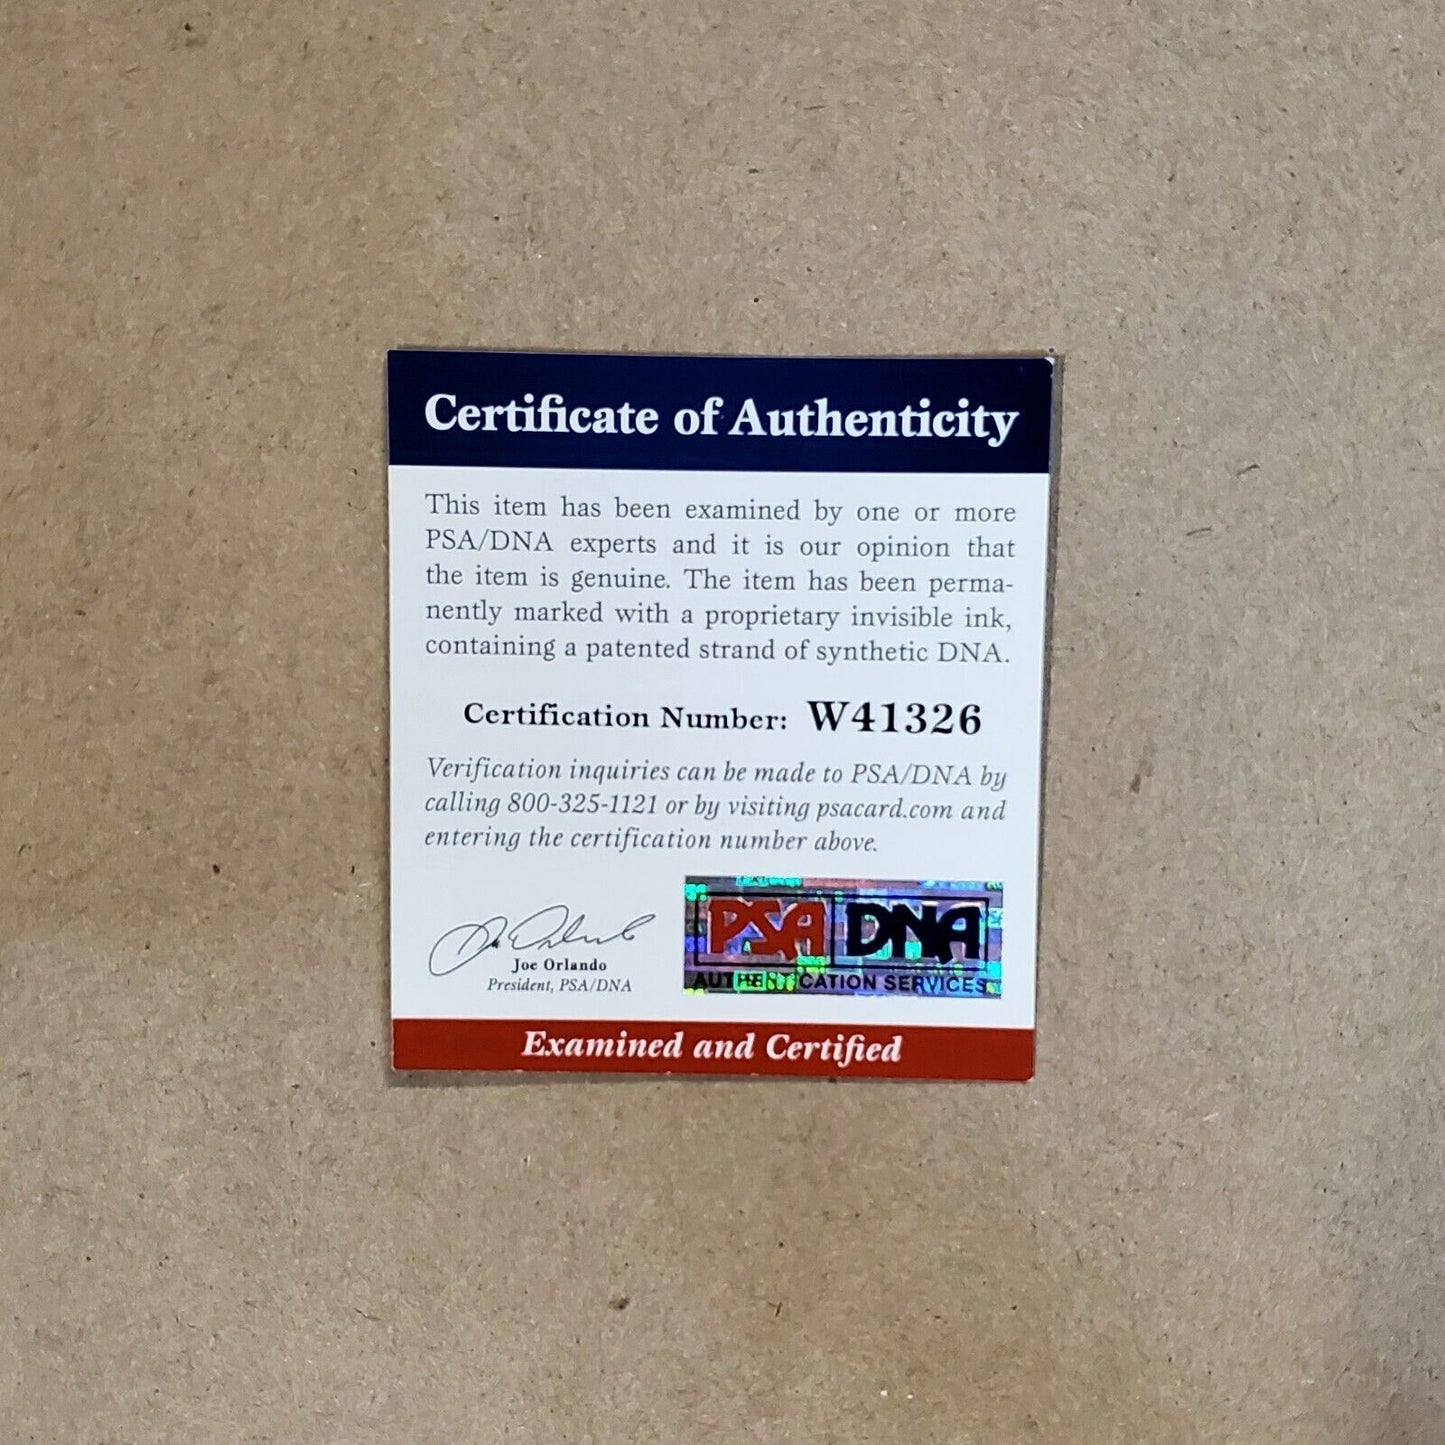 Certificate of Authenticity
This item has been examined by one or more
PSA/DNA experts and it is our opinion that
the item is genuine. The item has been perma-
nently marked with a proprietary invisible ink,
containing a patented strand of synthetic DNA.
Certification Number: W41326
Verification inquiries can be made to PSA/DNA by
calling 800-325-1121 or by visiting psacard.com and
entering the certification number above.
Joe Orlando
President, PSA/DNA
PSA DNA
AUTHENTICATION SERVICES
Examined and Certified